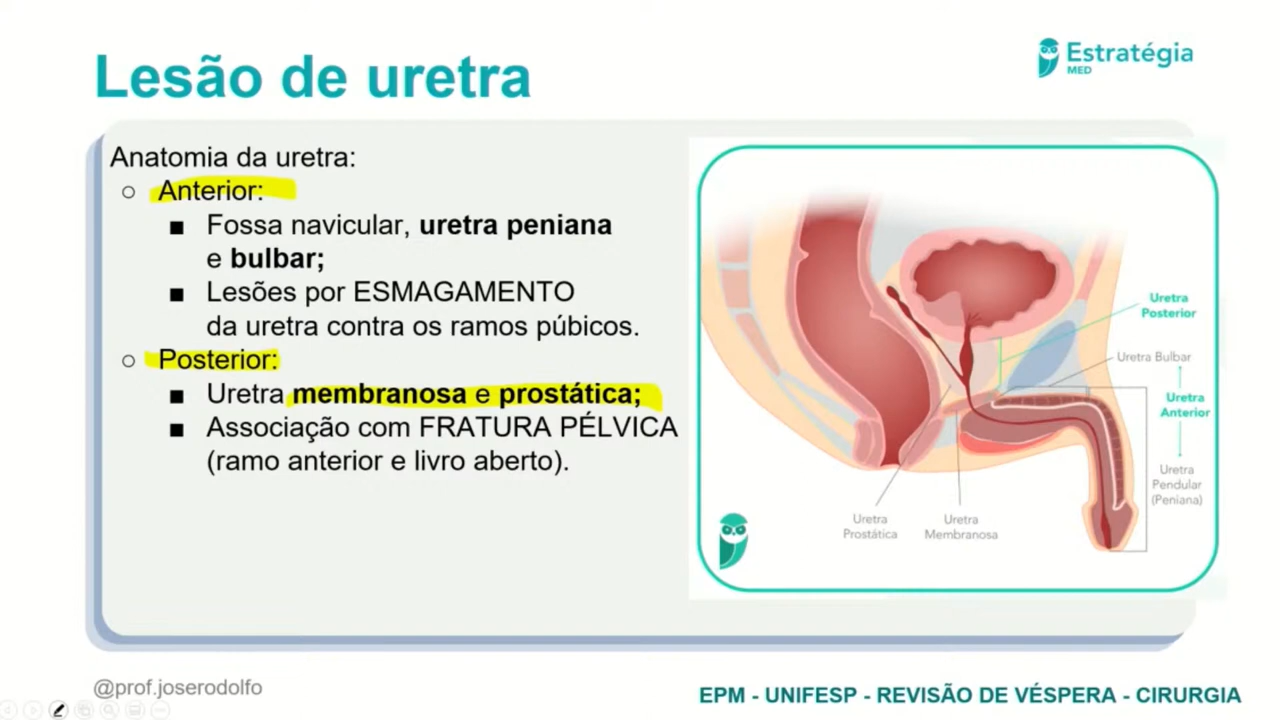 Lesão de uretra
Estratégia
MED
Anatomia da uretra:
○ Anterior:
■ Fossa navicular, uretra peniana
e bulbar;
■ Lesões por ESMAGAMENTO
da uretra contra os ramos púbicos.
○ Posterior:
■ Uretra membranosa e prostática;
■ Associação com FRATURA PÉLVICA
(ramo anterior e livro aberto).
Uretra
Posterior
Uretra Bulbar
Uretra
Anterior
Uretra
Pendular
(Peniana)
Uretra
Prostática
Uretra
Membranosa
@prof.joserodolfo
EPM - UNIFESP - REVISÃO DE VÉSPERA - CIRURGIA